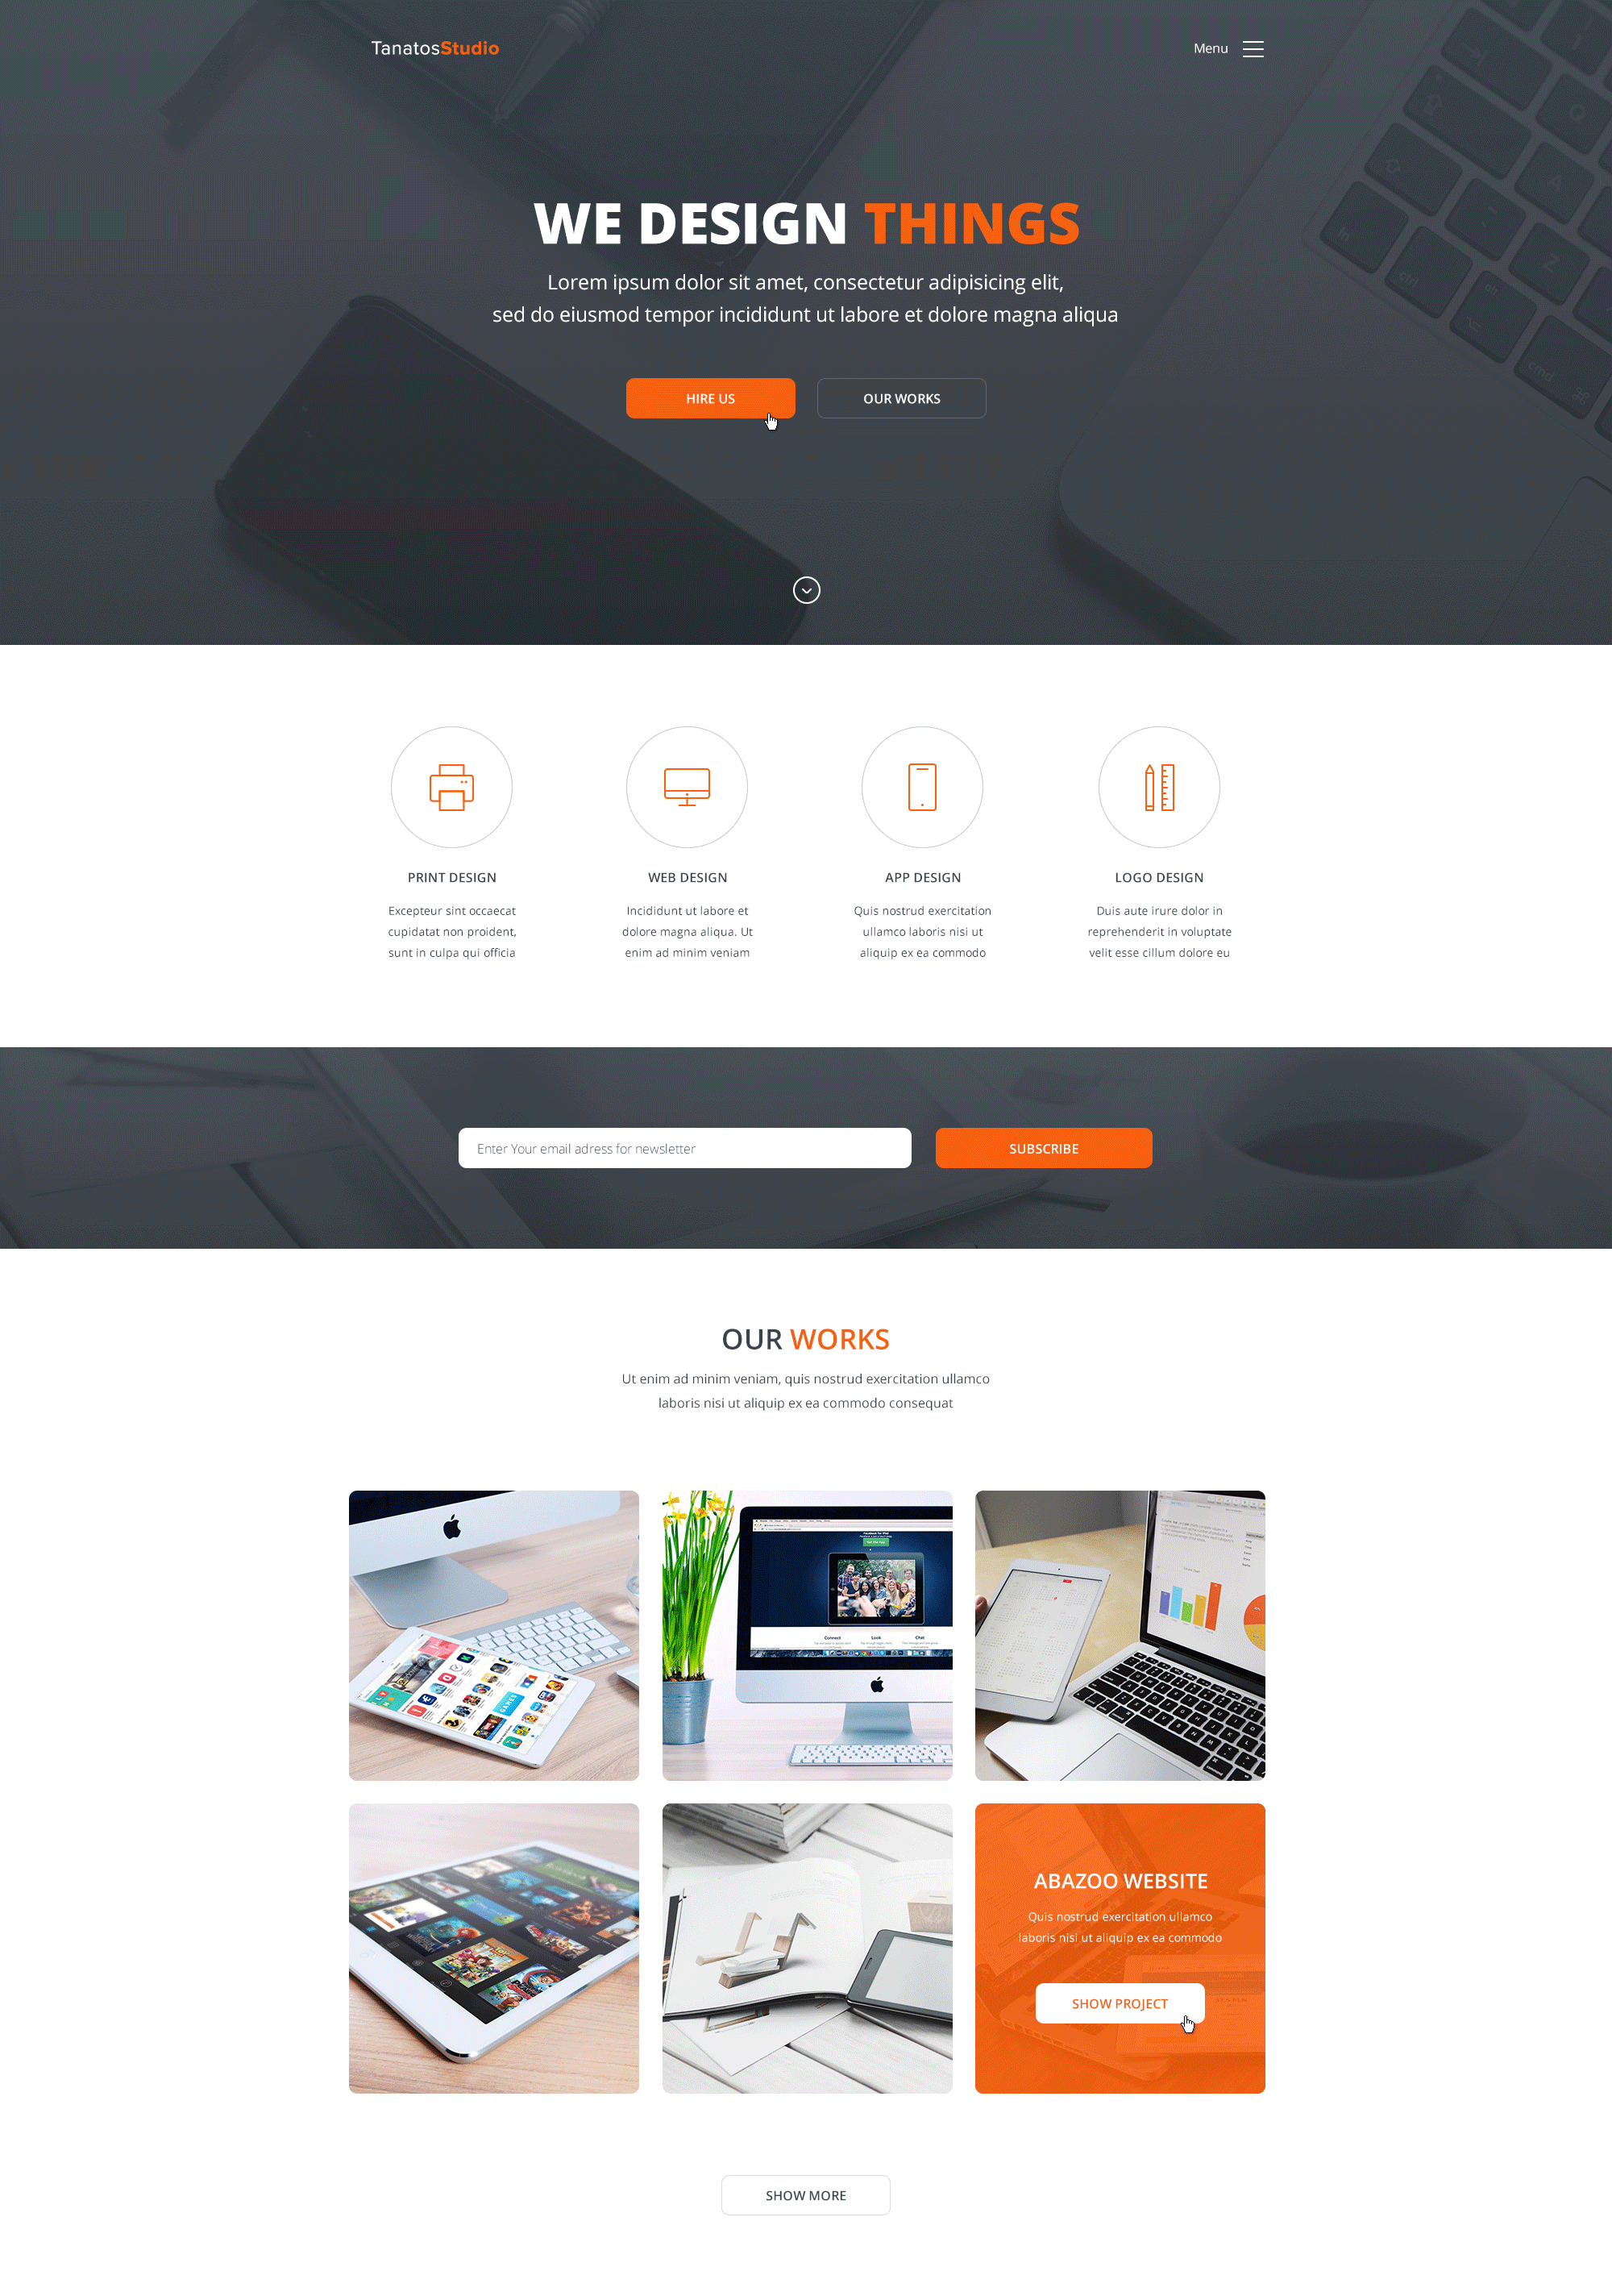 TanatosStudio
Menu
WE DESIGN THINGS
Lorem ipsum dolor sit amet, consectetur adipisicing elit,
sed do eiusmod tempor incididunt ut labore et dolore magna aliqua
HIRE US
OUR WORKS
PRINT DESIGN
WEB DESIGN
APP DESIGN
LOGO DESIGN
Excepteur sint occaecat
cupidatat non proident,
sunt in culpa qui officia
Incididunt ut labore et
dolore magna aliqua. Ut
enim ad minim veniam
Quis nostrud exercitation
ullamco laboris nisi ut
aliquip ex ea commodo
Duis aute irure dolor in
reprehenderit in voluptate
velit esse cillum dolore eu
Enter Your email adress for newsletter
SUBSCRIBE
OUR WORKS
Ut enim ad minim veniam, quis nostrud exercitation ullamco
laboris nisi ut aliquip ex ea commodo consequat
GAMES
Connect
Look
Chat
ABAZOO WEBSITE
Quis nostrud exercitation ullamco
laboris nisi ut aliquip ex ea commodo
SHOW PROJECT
SHOW MORE